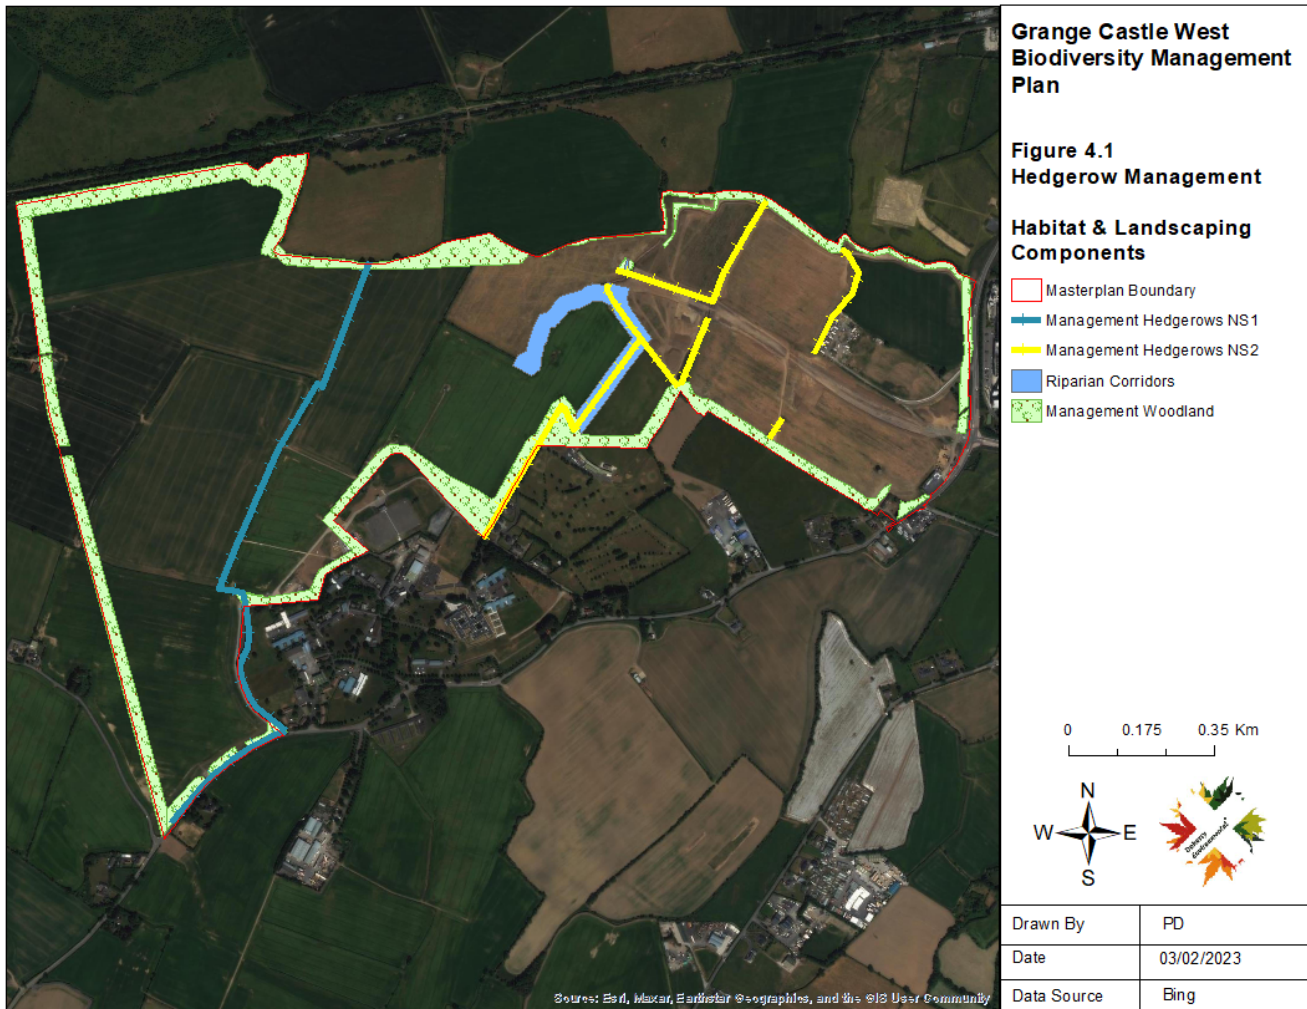 Grange Castle West
Biodiversity Management
Plan
Figure 4.1
Hedgerow Management
Habitat & Landscaping
Components
Masterplan Boundary
Management Hedgerows NS1
Management Hedgerows NS2
Riparian Corridors
Management Woodland
0 0.175 0.35 Km
N
W E
S
Drawn By PD
Date 03/02/2023
Data Source Bing
Source: Esri, Maxar, Earthstar Geographics, and the GIS User Community